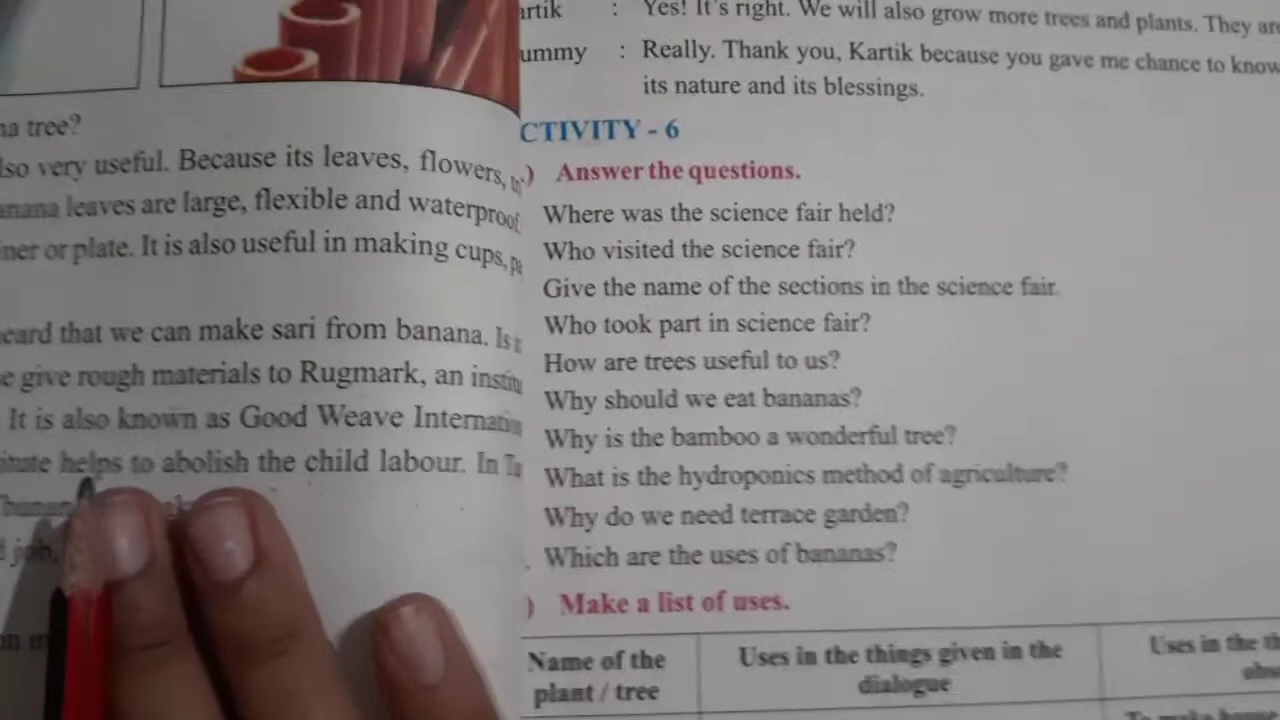 na tree?
lso very useful. Because its leaves, flowers,
anana leaves are large, flexible and waterproof,
ner or plate. It is also useful in making cups,
eard that we can make sari from banana. Is
e give rough materials to Rugmark, an institu
It is also known as Good Weave Internation
itute helps to abolish the child labour. In
job.
artik : Yes! It's right. We will also grow more trees and plants. They are
ummy : Really. Thank you, Kartik because you gave me chance to know
its nature and its blessings.
CTIVITY - 6
) Answer the questions.
Where was the science fair held?
Who visited the science fair?
Give the name of the sections in the science fair.
Who took part in science fair?
How are trees useful to us?
Why should we eat bananas?
Why is the bamboo a wonderful tree?
What is the hydroponics method of agriculture?
Why do we need terrace garden?
. Which are the uses of bananas?
) Make a list of uses.
Name of the
plant / tree
Uses in the things given in the
dialogue
Uses in the